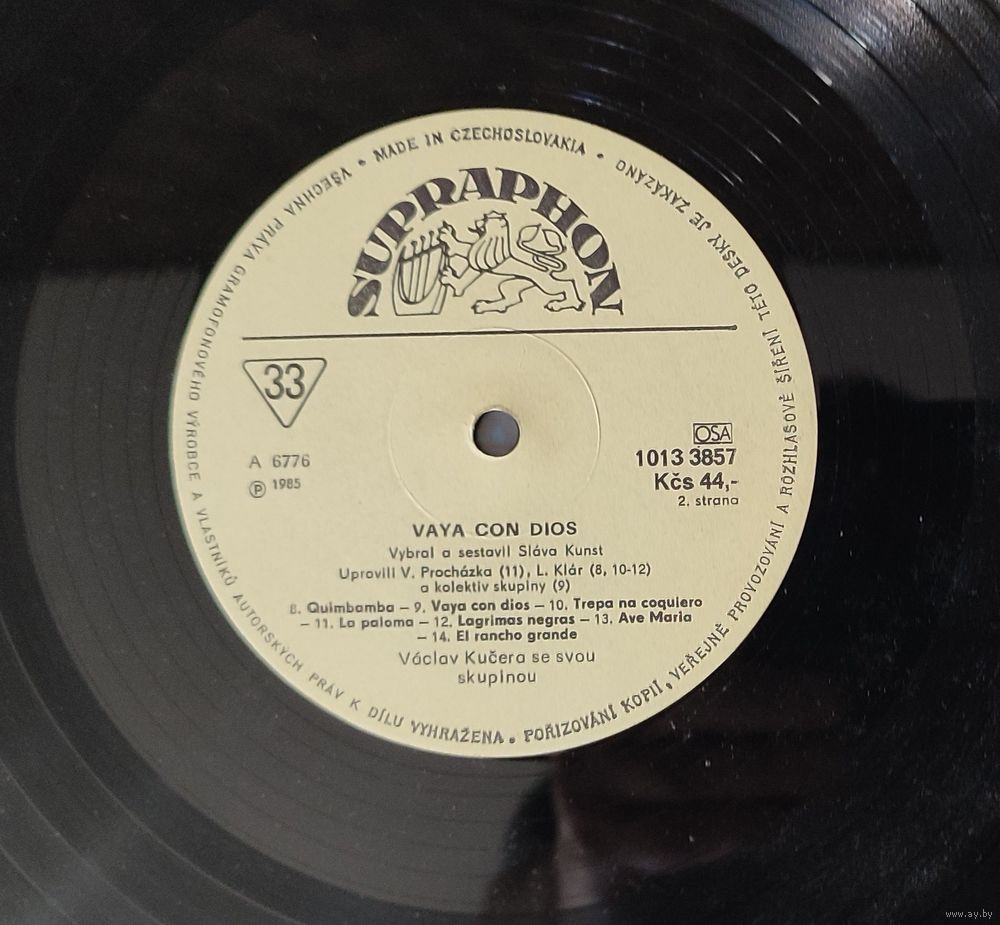 VŠECHNA PRÁVA GRAMOFONOVÉHO VÝROBCE A VLASTNÍKŮ AUTORSKÝCH PRÁV K DÍLU VYHRAŽENA. POŘIZOVÁNÍ KOPIÍ, VEŘEJNÉ PROVOZOVÁNÍ A ROZHLASOVÉ ŠÍŘENÍ TÉTO DESKY JE ZAKÁZÁNO • MADE IN CZECHOSLOVAKIA •
SUPRAPHON
33
OSA
A 6776
1013 3857
Ⓟ 1985
Kčs 44,-
2. strana
VAYA CON DIOS
Vybral a sestavil Sláva Kunst
Upravili V. Procházka (11), L. Klár (8, 10-12)
a kolektiv skupiny (9)
8. Quimbamba – 9. Vaya con dios – 10. Trepa na coquiero
– 11. La paloma – 12. Lagrimas negras – 13. Ave Maria
– 14. El rancho grande
Václav Kučera se svou
skupinou
www.ay.by